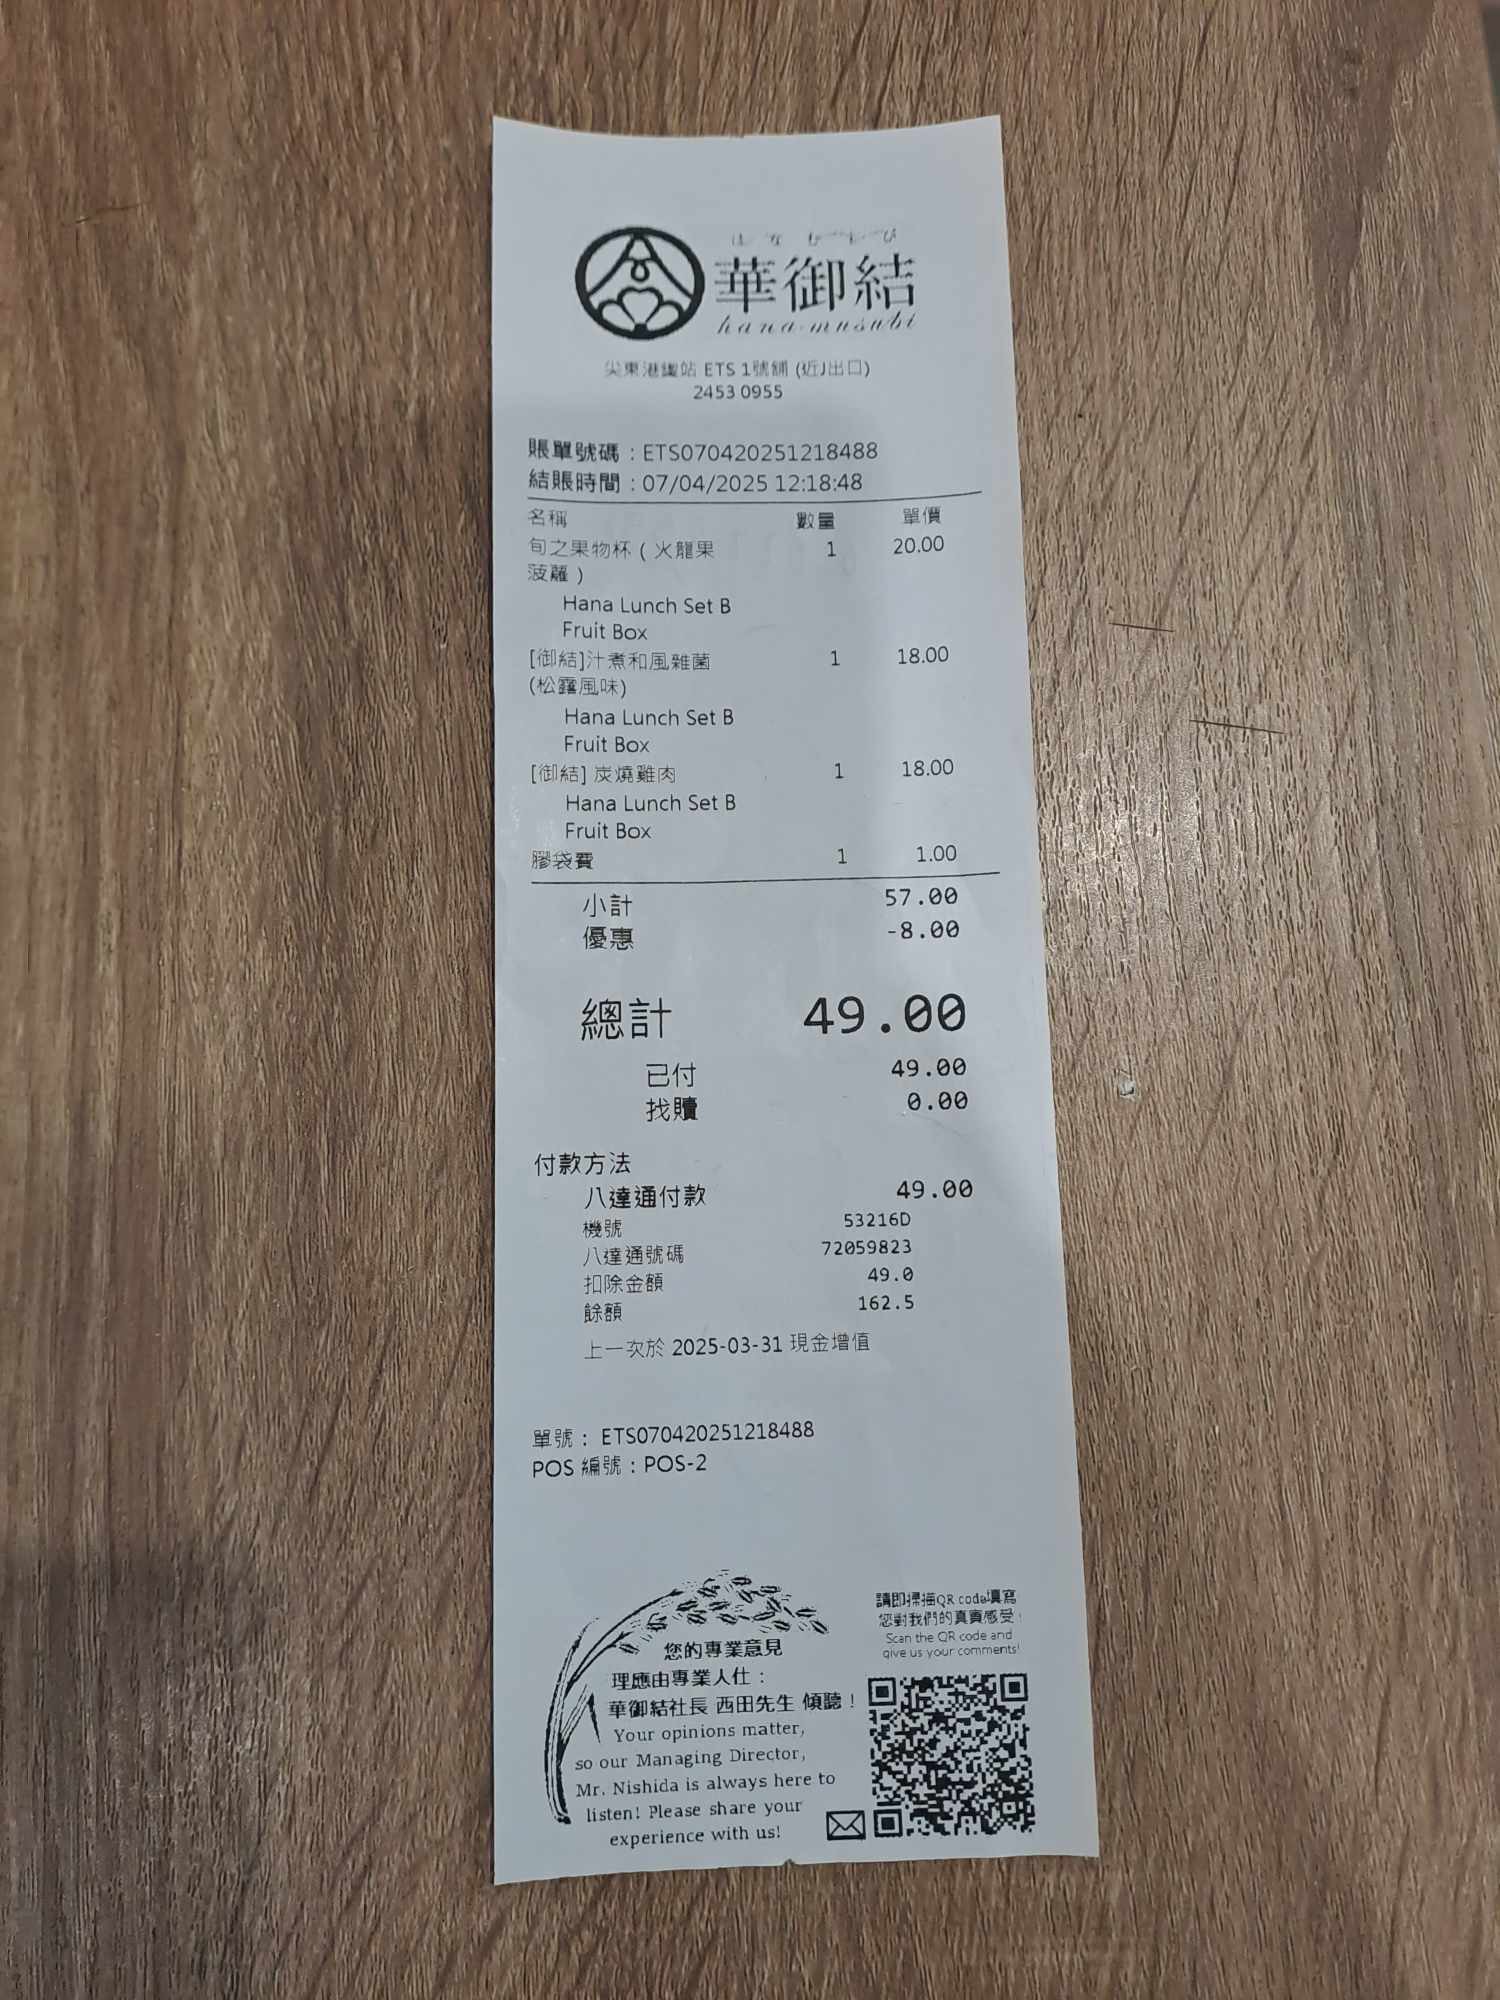 華御結
hana-musubi
尖東港鐵站 ETS 1號舖 (近J出口)
2453 0955
賬單號碼：ETS070420251218488
結賬時間：07/04/2025 12:18:48
名稱 數量 單價
旬之果物杯（火龍果 1 20.00
菠蘿）
Hana Lunch Set B
Fruit Box
[御結]汁煮和風雜菌 1 18.00
(松露風味)
Hana Lunch Set B
Fruit Box
[御結] 炭燒雞肉 1 18.00
Hana Lunch Set B
Fruit Box
膠袋費 1 1.00
小計 57.00
優惠 -8.00
總計 49.00
已付 49.00
找贖 0.00
付款方法
八達通付款 49.00
機號 53216D
八達通號碼 72059823
扣除金額 49.0
餘額 162.5
上一次於 2025-03-31 現金增值
單號： ETS070420251218488
POS 編號：POS-2
您的專業意見
理應由專業人仕：
華御結社長 西田先生 傾聽！
Your opinions matter,
so our Managing Director,
Mr. Nishida is always here to
listen! Please share your
experience with us!
請即掃描QR code填寫
您對我們的真實感受！
Scan the QR code and
give us your comments!